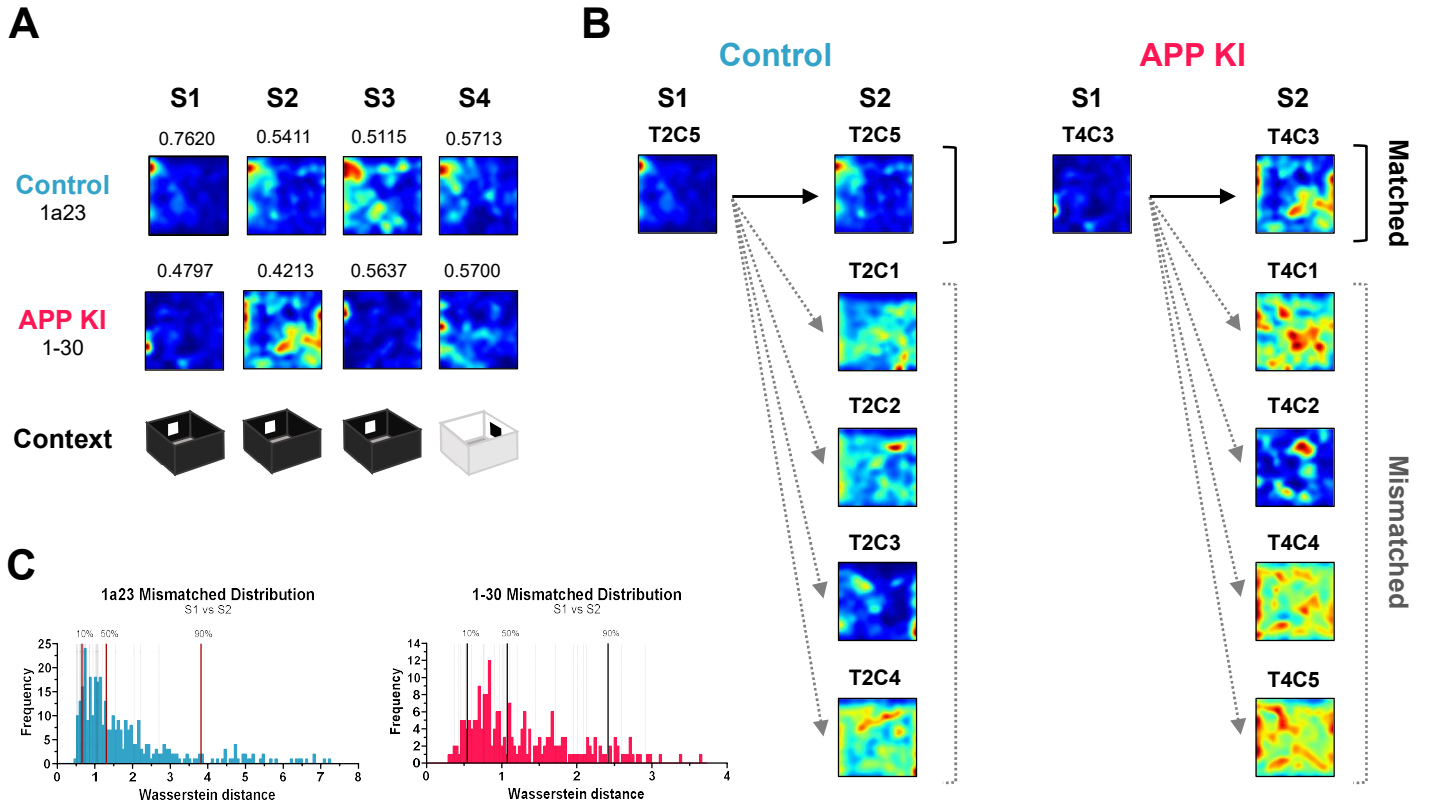 A
S1 S2 S3 S4
0.7620 0.5411 0.5115 0.5713
Control
1a23
0.4797 0.4213 0.5637 0.5700
APP KI
1-30
Context
B
Control
S1 S2
T2C5 T2C5
T2C1
T2C2
T2C3
T2C4
APP KI
S1 S2
T4C3 T4C3
T4C1
T4C2
T4C4
T4C5
Matched
Mismatched
C
1a23 Mismatched Distribution
S1 vs S2
10% 50% 90%
Frequency
25
20
15
10
5
0
0 1 2 3 4 5 6 7 8
Wasserstein distance
1-30 Mismatched Distribution
S1 vs S2
10% 50% 90%
Frequency
14
12
10
8
6
4
2
0
0 1 2 3 4
Wasserstein distance